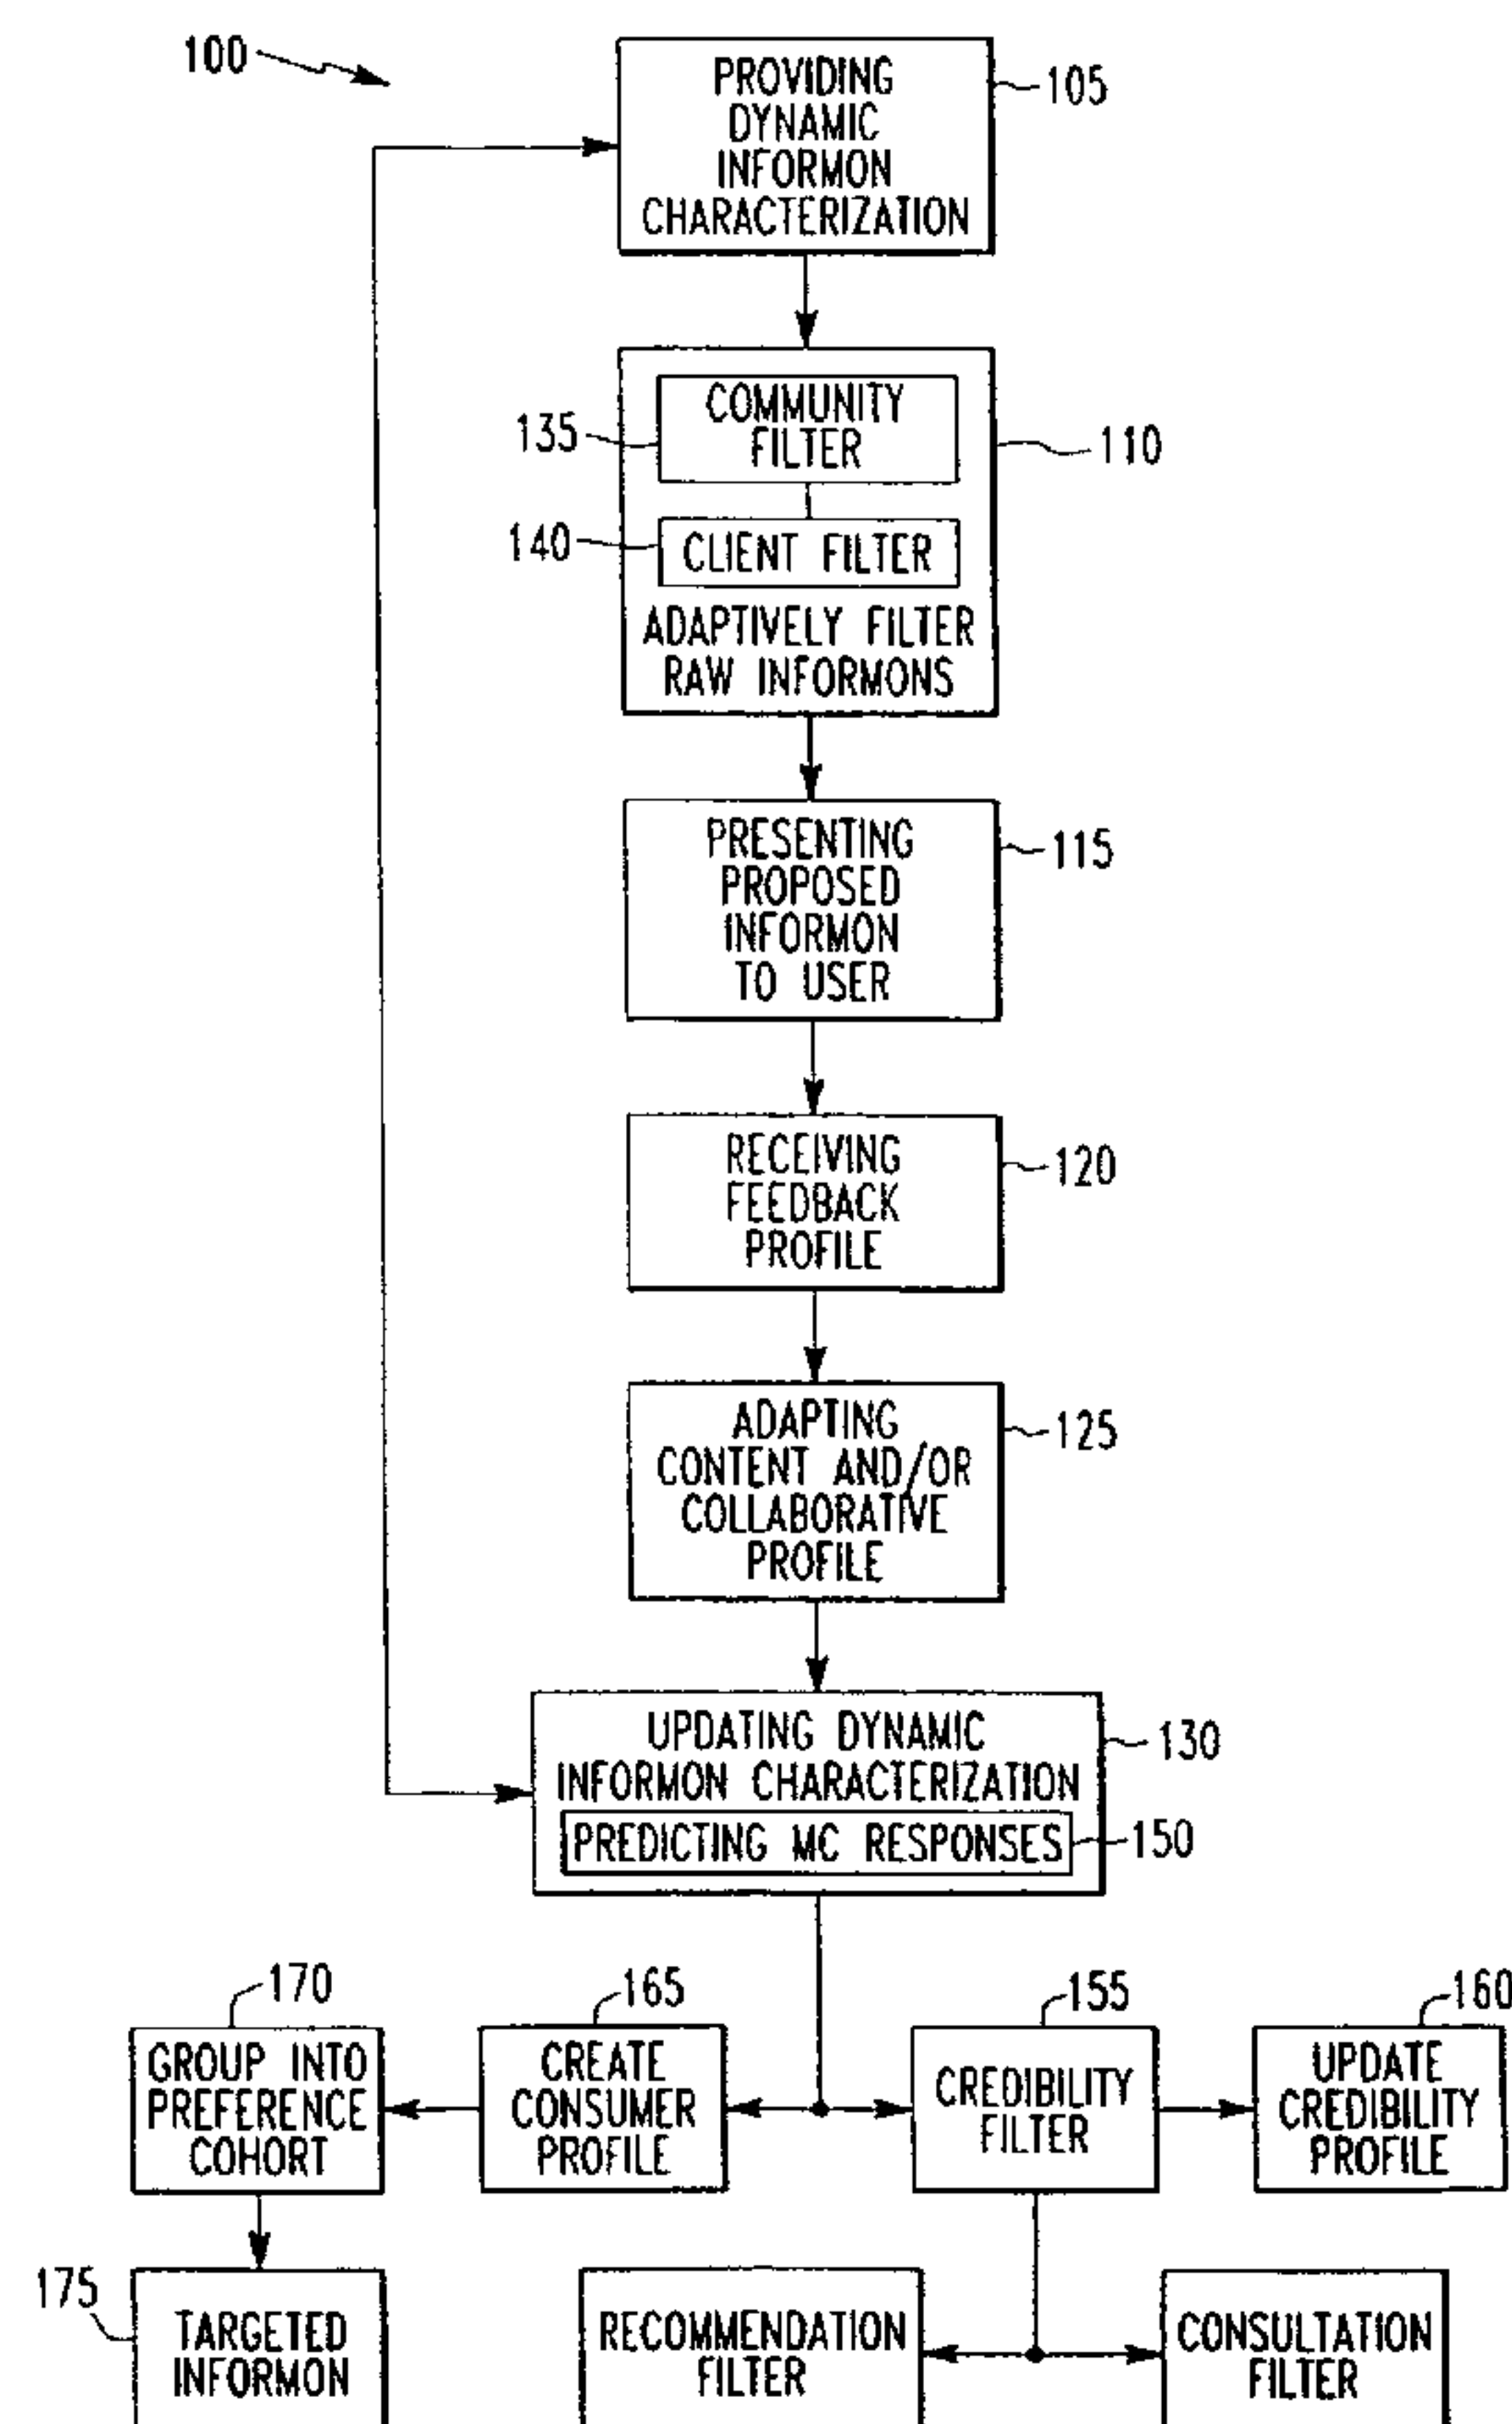 100
PROVIDING
DYNAMIC
INFORMON
CHARACTERIZATION
105
COMMUNITY
FILTER
135
110
140
CLIENT FILTER
ADAPTIVELY FILTER
RAW INFORMONS
PRESENTING
PROPOSED
INFORMON
TO USER
115
RECEIVING
FEEDBACK
PROFILE
120
ADAPTING
CONTENT AND/OR
COLLABORATIVE
PROFILE
125
UPDATING DYNAMIC
INFORMON CHARACTERIZATION
130
PREDICTING MC RESPONSES
150
170
165
155
160
GROUP INTO
PREFERENCE
COHORT
CREATE
CONSUMER
PROFILE
CREDIBILITY
FILTER
UPDATE
CREDIBILITY
PROFILE
175
TARGETED
INFORMON
RECOMMENDATION
FILTER
CONSULTATION
FILTER